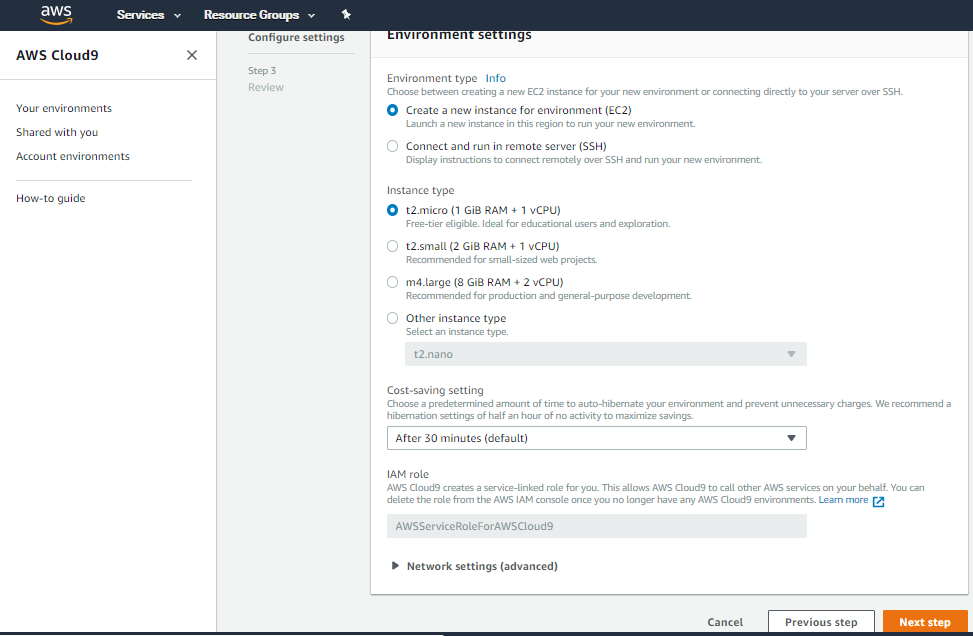 aws
Services
Resource Groups
AWS Cloud9
Your environments
Shared with you
Account environments
How-to guide
Configure settings
Step 3
Review
Environment settings
Environment type Info
Choose between creating a new EC2 instance for your new environment or connecting directly to your server over SSH.
Create a new instance for environment (EC2)
Launch a new instance in this region to run your new environment.
Connect and run in remote server (SSH)
Display instructions to connect remotely over SSH and run your new environment.
Instance type
t2.micro (1 GiB RAM + 1 vCPU)
Free-tier eligible. Ideal for educational users and exploration.
t2.small (2 GiB RAM + 1 vCPU)
Recommended for small-sized web projects.
m4.large (8 GiB RAM + 2 vCPU)
Recommended for production and general-purpose development.
Other instance type
Select an instance type.
t2.nano
Cost-saving setting
Choose a predetermined amount of time to auto-hibernate your environment and prevent unnecessary charges. We recommend a
hibernation settings of half an hour of no activity to maximize savings.
After 30 minutes (default)
IAM role
AWS Cloud9 creates a service-linked role for you. This allows AWS Cloud9 to call other AWS services on your behalf. You can
delete the role from the AWS IAM console once you no longer have any AWS Cloud9 environments. Learn more
AWSServiceRoleForAWSCloud9
Network settings (advanced)
Cancel
Previous step
Next step